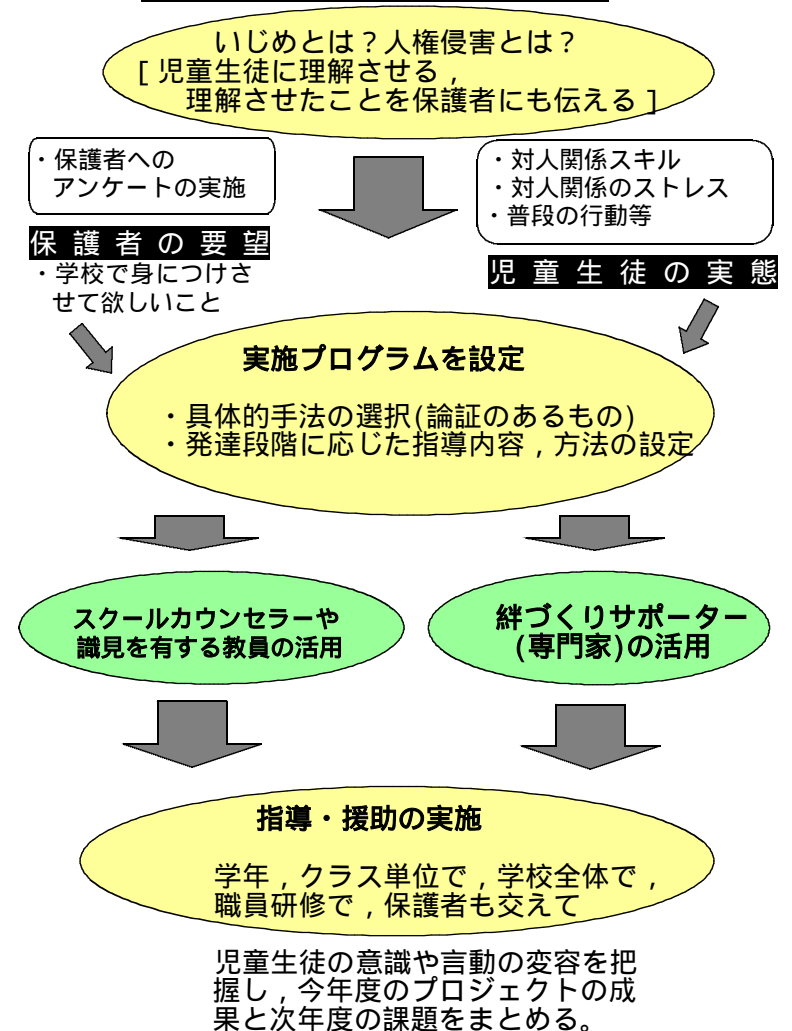 いじめとは？人権侵害とは？
[ 児童生徒に理解させる，
理解させたことを保護者にも伝える ]
・保護者への
アンケートの実施
保護者の要望
・学校で身につけさ
せて欲しいこと
・対人関係スキル
・対人関係のストレス
・普段の行動等
児童生徒の実態
実施プログラムを設定
・具体的手法の選択(論証のあるもの)
・発達段階に応じた指導内容，方法の設定
スクールカウンセラーや
識見を有する教員の活用
絆づくりサポーター
(専門家)の活用
指導・援助の実施
学年，クラス単位で，学校全体で，
職員研修で，保護者も交えて
児童生徒の意識や言動の変容を把
握し，今年度のプロジェクトの成
果と次年度の課題をまとめる。